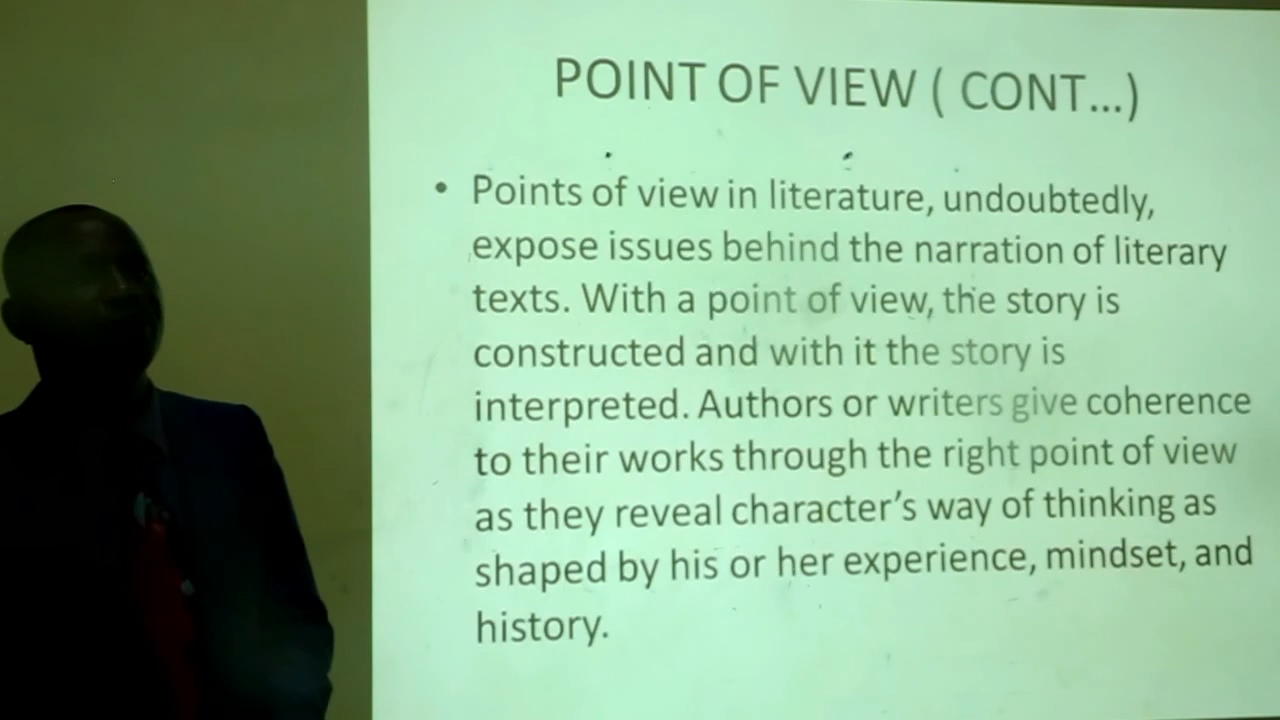 POINT OF VIEW ( CONT...)
• Points of view in literature, undoubtedly,
expose issues behind the narration of literary
texts. With a point of view, the story is
constructed and with it the story is
interpreted. Authors or writers give coherence
to their works through the right point of view
as they reveal character’s way of thinking as
shaped by his or her experience, mindset, and
history.